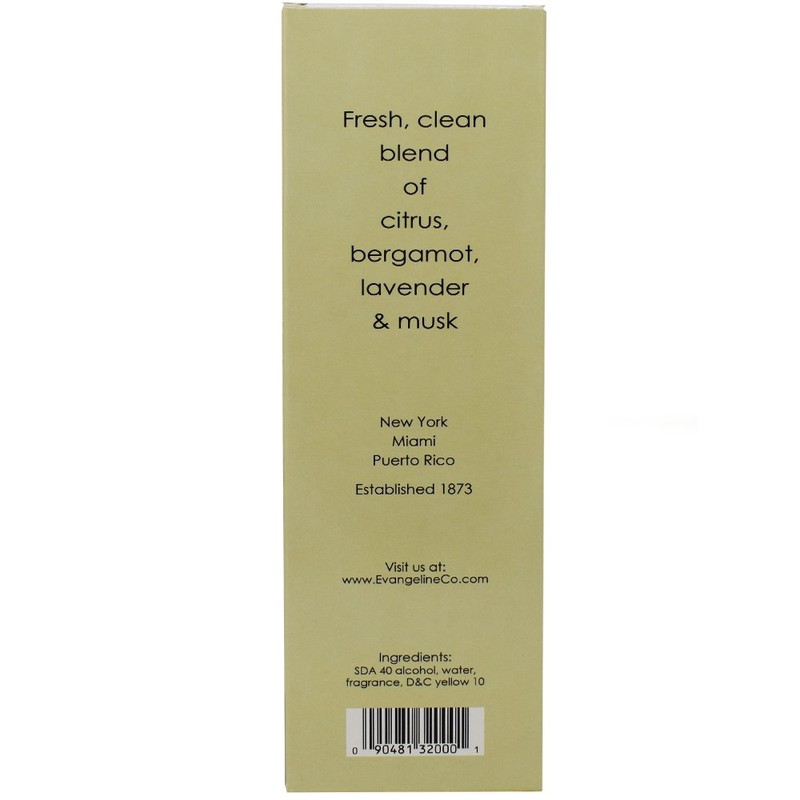 Fresh, clean
blend
of
citrus,
bergamot,
lavender
& musk
New York
Miami
Puerto Rico
Established 1873
Visit us at:
www.EvangelineCo.com
Ingredients:
SDA 40 alcohol, water,
fragrance, D&C yellow 10
0 90481 32000 1